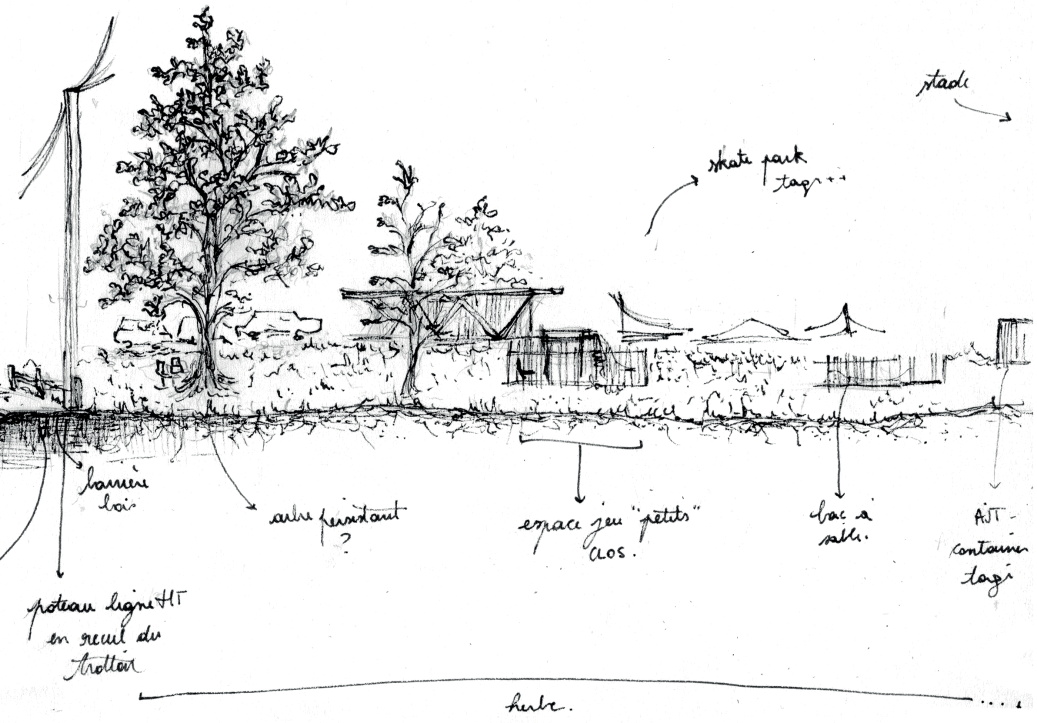 stade
skate park
tags ++
barrière
bois
arbre persistant
?
espace jeu "petits"
CLOS.
bac à
sable.
AJT -
container
tags
poteau ligne HT
en recul du
trottoir
herbe.